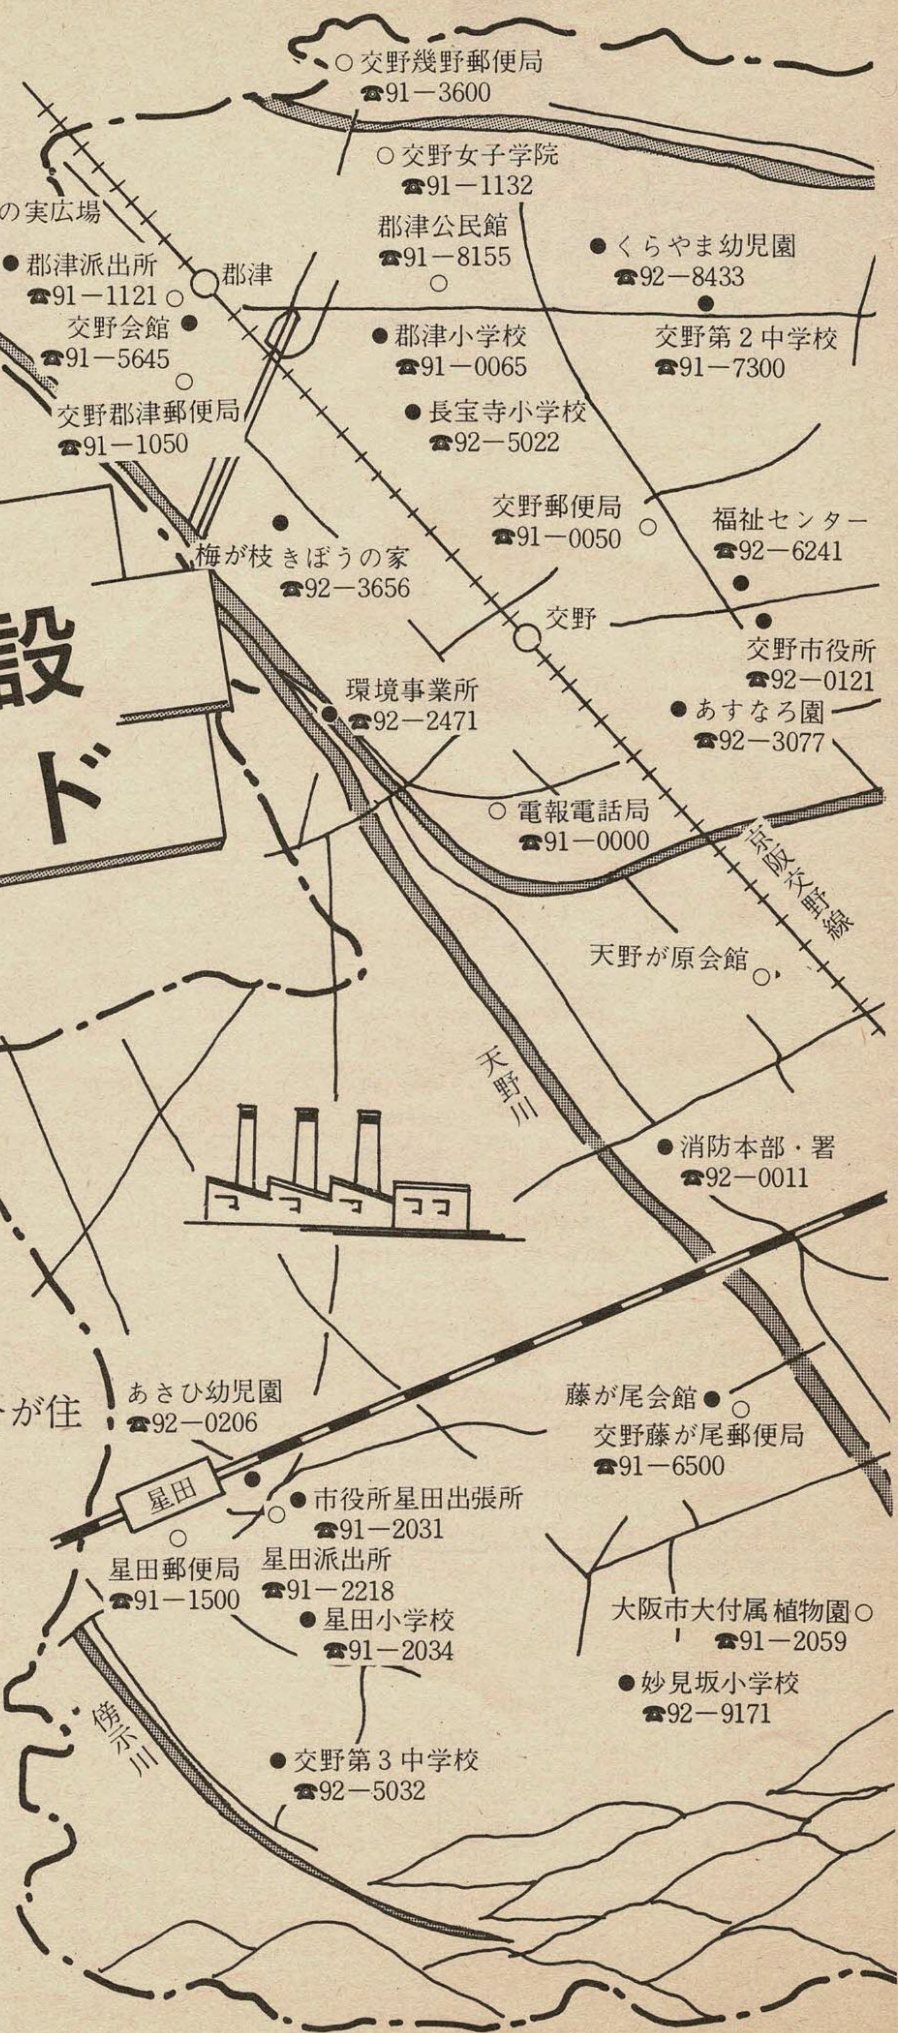 交野幾野郵便局
☎91-3600
交野女子学院
☎91-1132
の実広場
郡津公民館
☎91-8155
くらやま幼児園
☎92-8433
郡津派出所
☎91-1121
郡津
交野会館
☎91-5645
郡津小学校
☎91-0065
交野第2中学校
☎91-7300
交野郡津郵便局
☎91-1050
長宝寺小学校
☎92-5022
交野郵便局
☎91-0050
福祉センター
☎92-6241
梅が枝きぼうの家
☎92-3656
交野
設
ド
交野市役所
☎92-0121
環境事業所
☎92-2471
あすなろ園
☎92-3077
電報電話局
☎91-0000
京阪交野線
天野が原会館
天野川
消防本部・署
☎92-0011
が住
あさひ幼児園
☎92-0206
藤が尾会館
交野藤が尾郵便局
☎91-6500
星田
市役所星田出張所
☎91-2031
星田郵便局
☎91-1500
星田派出所
☎91-2218
星田小学校
☎91-2034
大阪市大付属植物園
☎91-2059
妙見坂小学校
☎92-9171
傍示川
交野第3中学校
☎92-5032